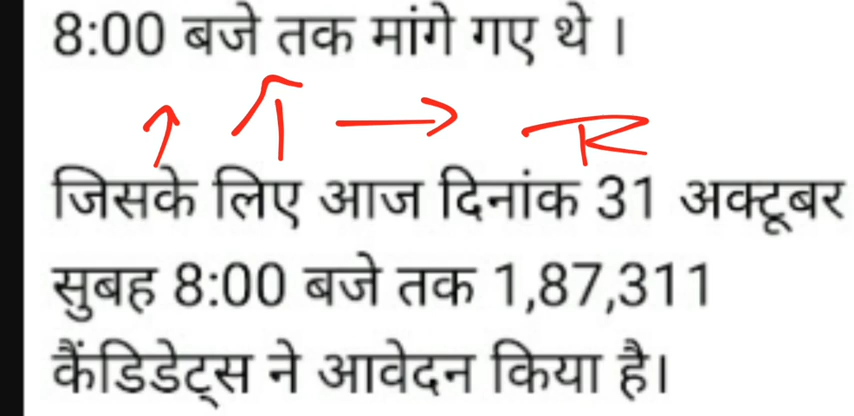 8:00 बजे तक मांगे गए थे ।
जिसके लिए आज दिनांक 31 अक्टूबर
सुबह 8:00 बजे तक 1,87,311
कैंडिडेट्स ने आवेदन किया है।